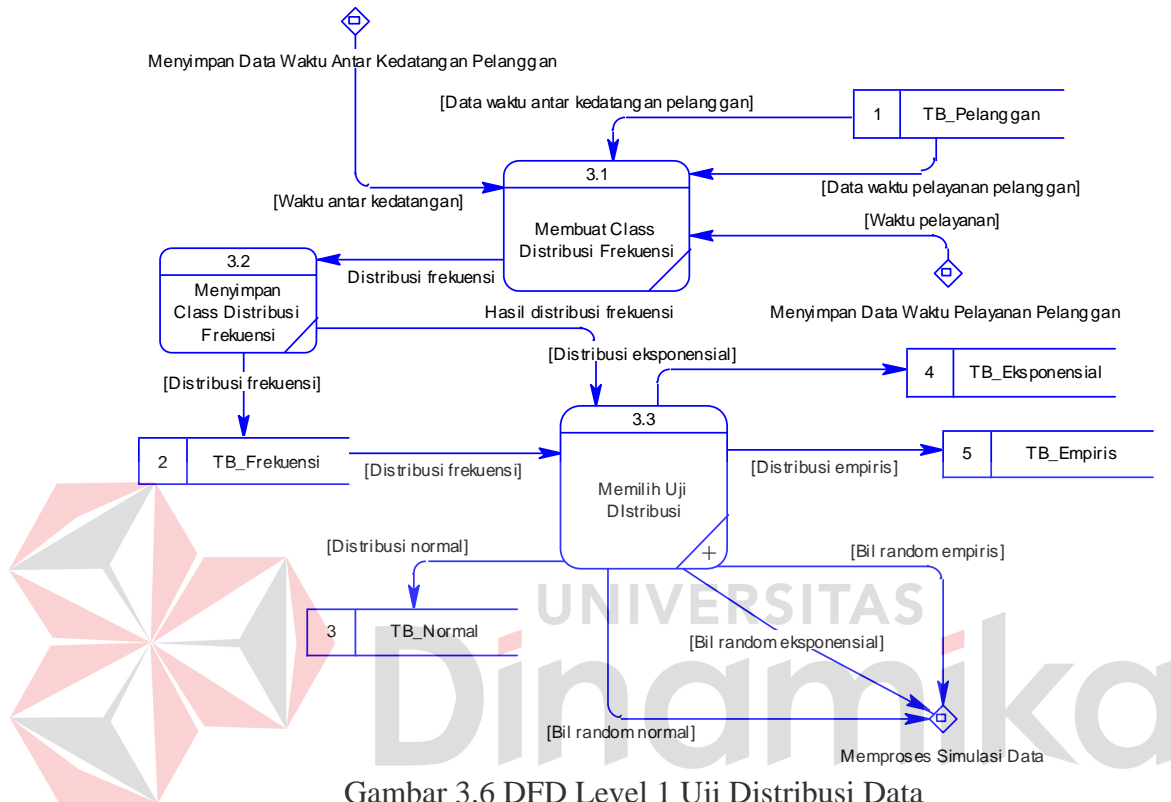 Menyimpan Data Waktu Antar Kedatangan Pelanggan
[Data waktu antar kedatangan pelanggan]
1 TB_Pelanggan
3.1
[Waktu antar kedatangan]
[Data waktu pelayanan pelanggan]
Membuat Class
Distribusi Frekuensi
[Waktu pelayanan]
3.2
Menyimpan
Class Distribusi
Frekuensi
Distribusi frekuensi
Hasil distribusi frekuensi
Menyimpan Data Waktu Pelayanan Pelanggan
[Distribusi frekuensi]
[Distribusi eksponensial]
4 TB_Eksponensial
3.3
2 TB_Frekuensi
[Distribusi frekuensi]
[Distribusi empiris]
5 TB_Empiris
Memilih Uji
DIstribusi
+
[Distribusi normal]
[Bil random empiris]
3 TB_Normal
UNIVERSITAS
Dinamika
[Bil random eksponensial]
[Bil random normal]
Memproses Simulasi Data
Gambar 3.6 DFD Level 1 Uji Distribusi Data